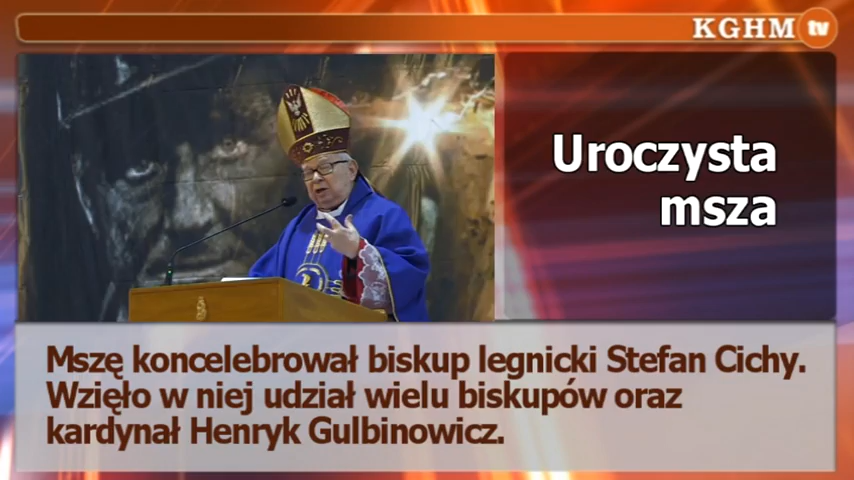 KGHM tv
Uroczysta
msza
Mszę koncelebrował biskup legnicki Stefan Cichy.
Wzięło w niej udział wielu biskupów oraz
kardynał Henryk Gulbinowicz.